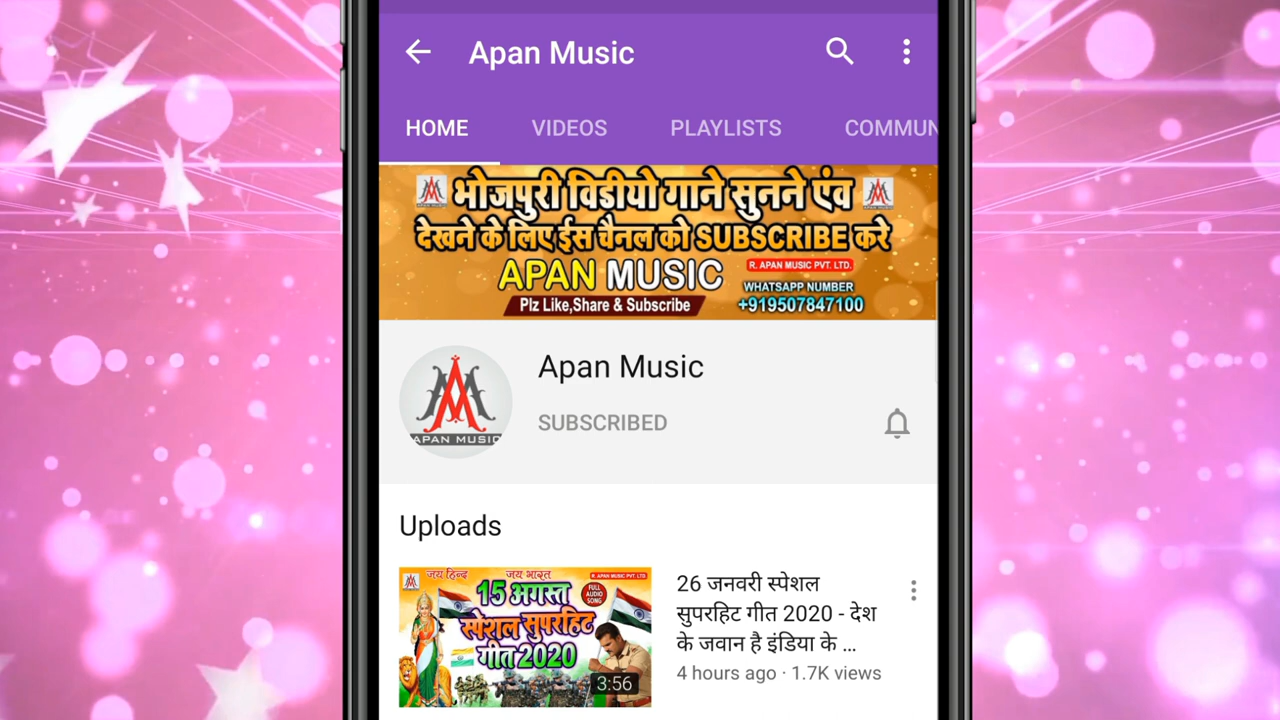 Apan Music
HOME VIDEOS PLAYLISTS COMMUN
भोजपुरी विडीयो गाने सुनने एंव
देखने के लिए ईस चैनल को SUBSCRIBE करे
APAN MUSIC
R. APAN MUSIC PVT. LTD.
Plz Like,Share & Subscribe
WHATSAPP NUMBER
+919507847100
Apan Music
SUBSCRIBED
APAN MUSIC
Uploads
जय हिन्द जय भारत
R. APAN MUSIC PVT. LTD
15 अगस्त
FULL
AUDIO
SONG
स्पेशल सुपरहिट
गीत 2020
3:56
26 जनवरी स्पेशल
सुपरहिट गीत 2020 - देश
के जवान है इंडिया के ...
4 hours ago · 1.7K views